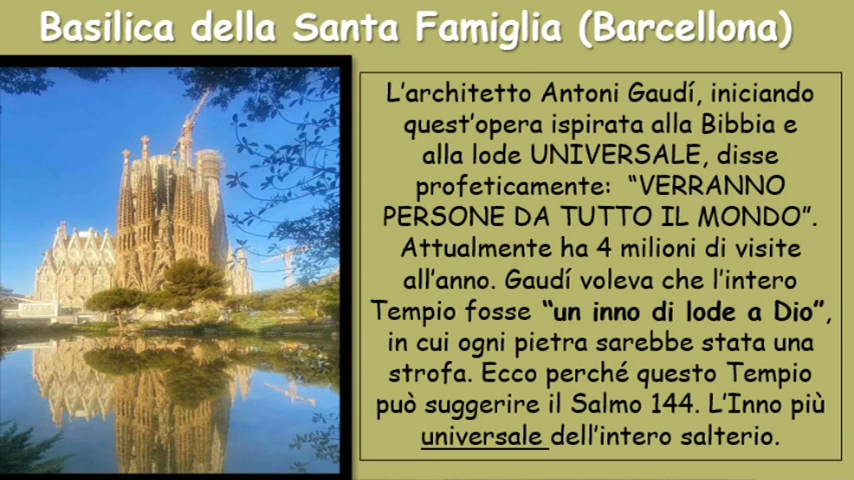 Basilica della Santa Famiglia (Barcellona)
L'architetto Antoni Gaudí, iniciando
quest'opera ispirata alla Bibbia e
alla lode UNIVERSALE, disse
profeticamente: “VERRANNO
PERSONE DA TUTTO IL MONDO”.
Attualmente ha 4 milioni di visite
all'anno. Gaudí voleva che l'intero
Tempio fosse “un inno di lode a Dio”,
in cui ogni pietra sarebbe stata una
strofa. Ecco perché questo Tempio
può suggerire il Salmo 144. L'Inno più
universale dell'intero salterio.